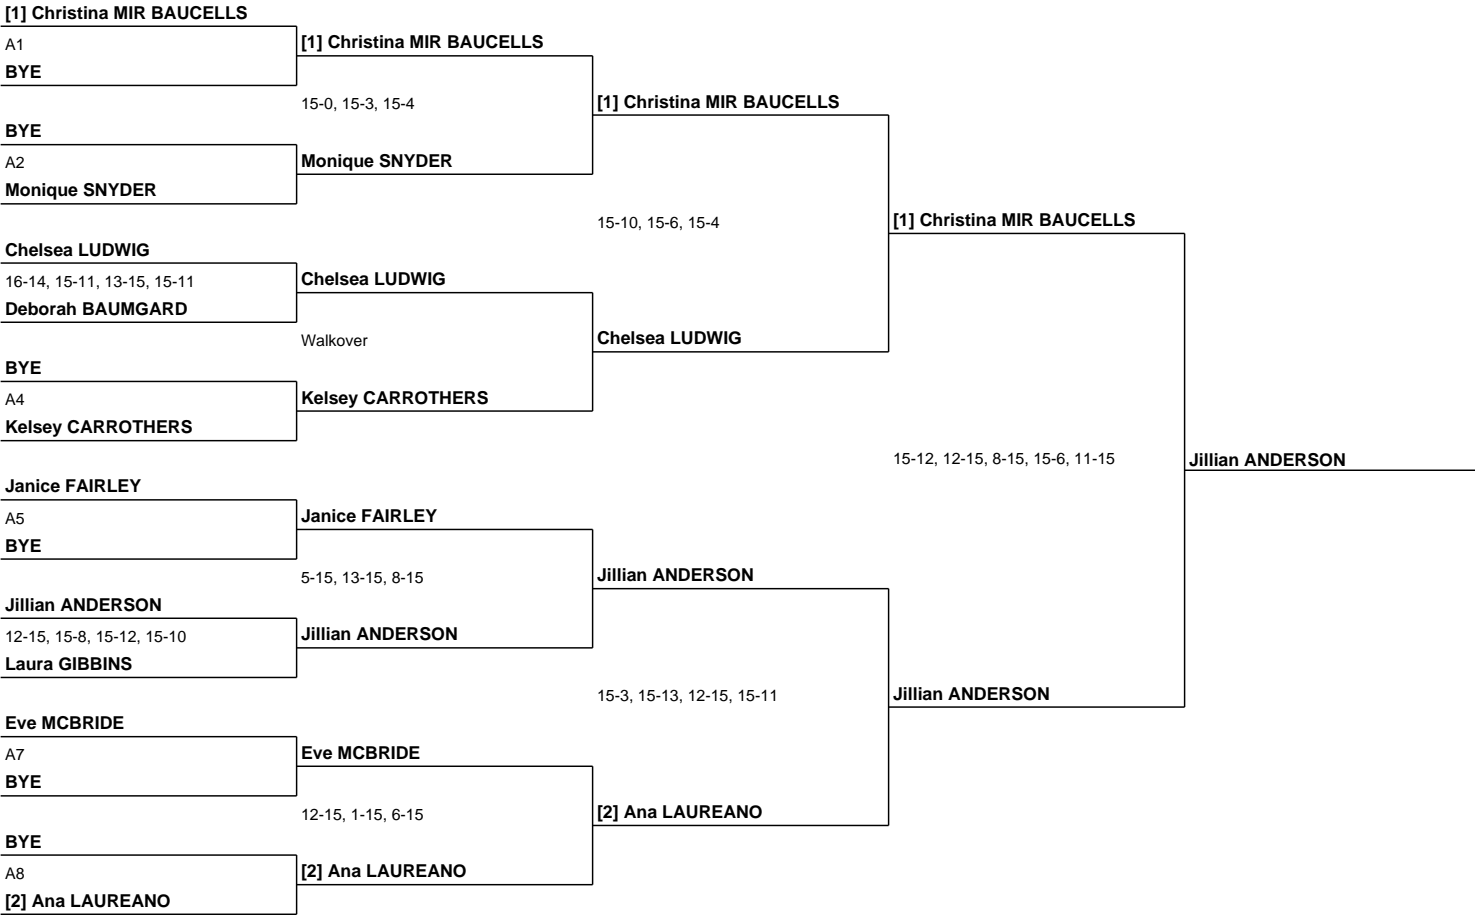 [1] Christina MIR BAUCELLS
A1
BYE
BYE
A2
Monique SNYDER
Chelsea LUDWIG
16-14, 15-11, 13-15, 15-11
Deborah BAUMGARD
BYE
A4
Kelsey CARROTHERS
Janice FAIRLEY
A5
BYE
Jillian ANDERSON
12-15, 15-8, 15-12, 15-10
Laura GIBBINS
Eve MCBRIDE
A7
BYE
BYE
A8
[2] Ana LAUREANO
[1] Christina MIR BAUCELLS
15-0, 15-3, 15-4
Monique SNYDER
Chelsea LUDWIG
Walkover
Kelsey CARROTHERS
Janice FAIRLEY
5-15, 13-15, 8-15
Jillian ANDERSON
Eve MCBRIDE
12-15, 1-15, 6-15
[2] Ana LAUREANO
[1] Christina MIR BAUCELLS
15-10, 15-6, 15-4
Chelsea LUDWIG
Jillian ANDERSON
15-3, 15-13, 12-15, 15-11
[2] Ana LAUREANO
[1] Christina MIR BAUCELLS
15-12, 12-15, 8-15, 15-6, 11-15
Jillian ANDERSON
Jillian ANDERSON